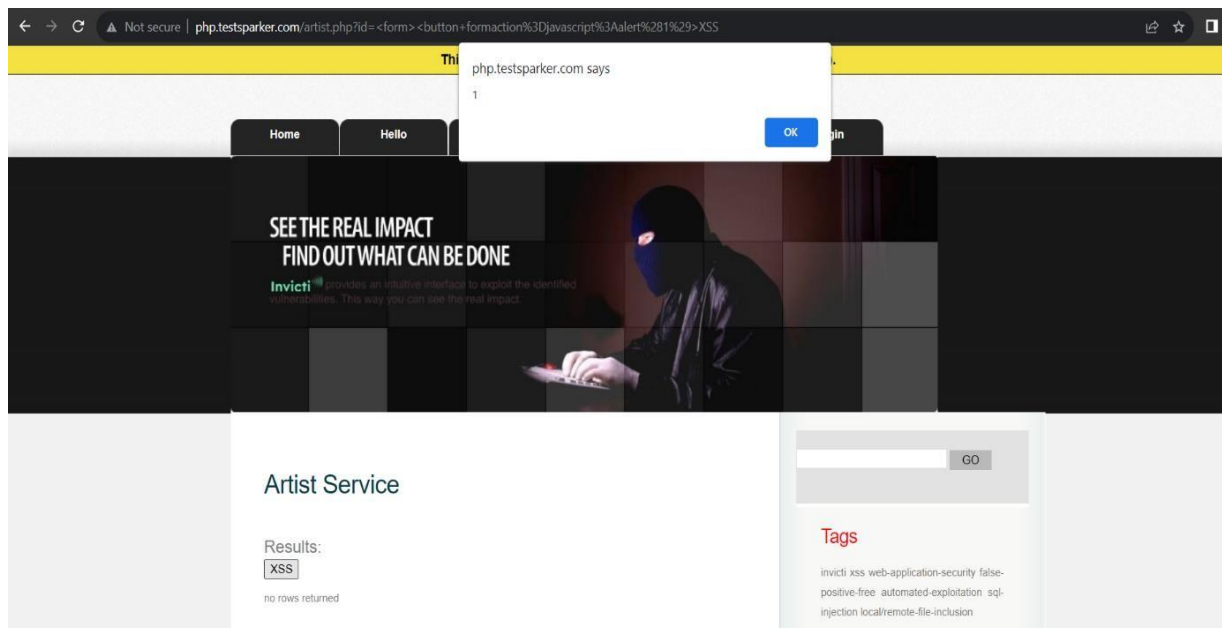 Not secure | php.testsparker.com/artist.php?id=<form><button+formaction%3Djavascript%3Aalert%281%29>XSS
php.testsparker.com says
1
OK
Home
Hello
SEE THE REAL IMPACT
FIND OUT WHAT CAN BE DONE
Invicti provides an intuitive interface to exploit the identified
vulnerabilities. This way you can see the real impact.
Artist Service
Results:
XSS
no rows returned
GO
Tags
invicti xss web-application-security false-
positive-free automated-exploitation sql-
injection local/remote-file-inclusion